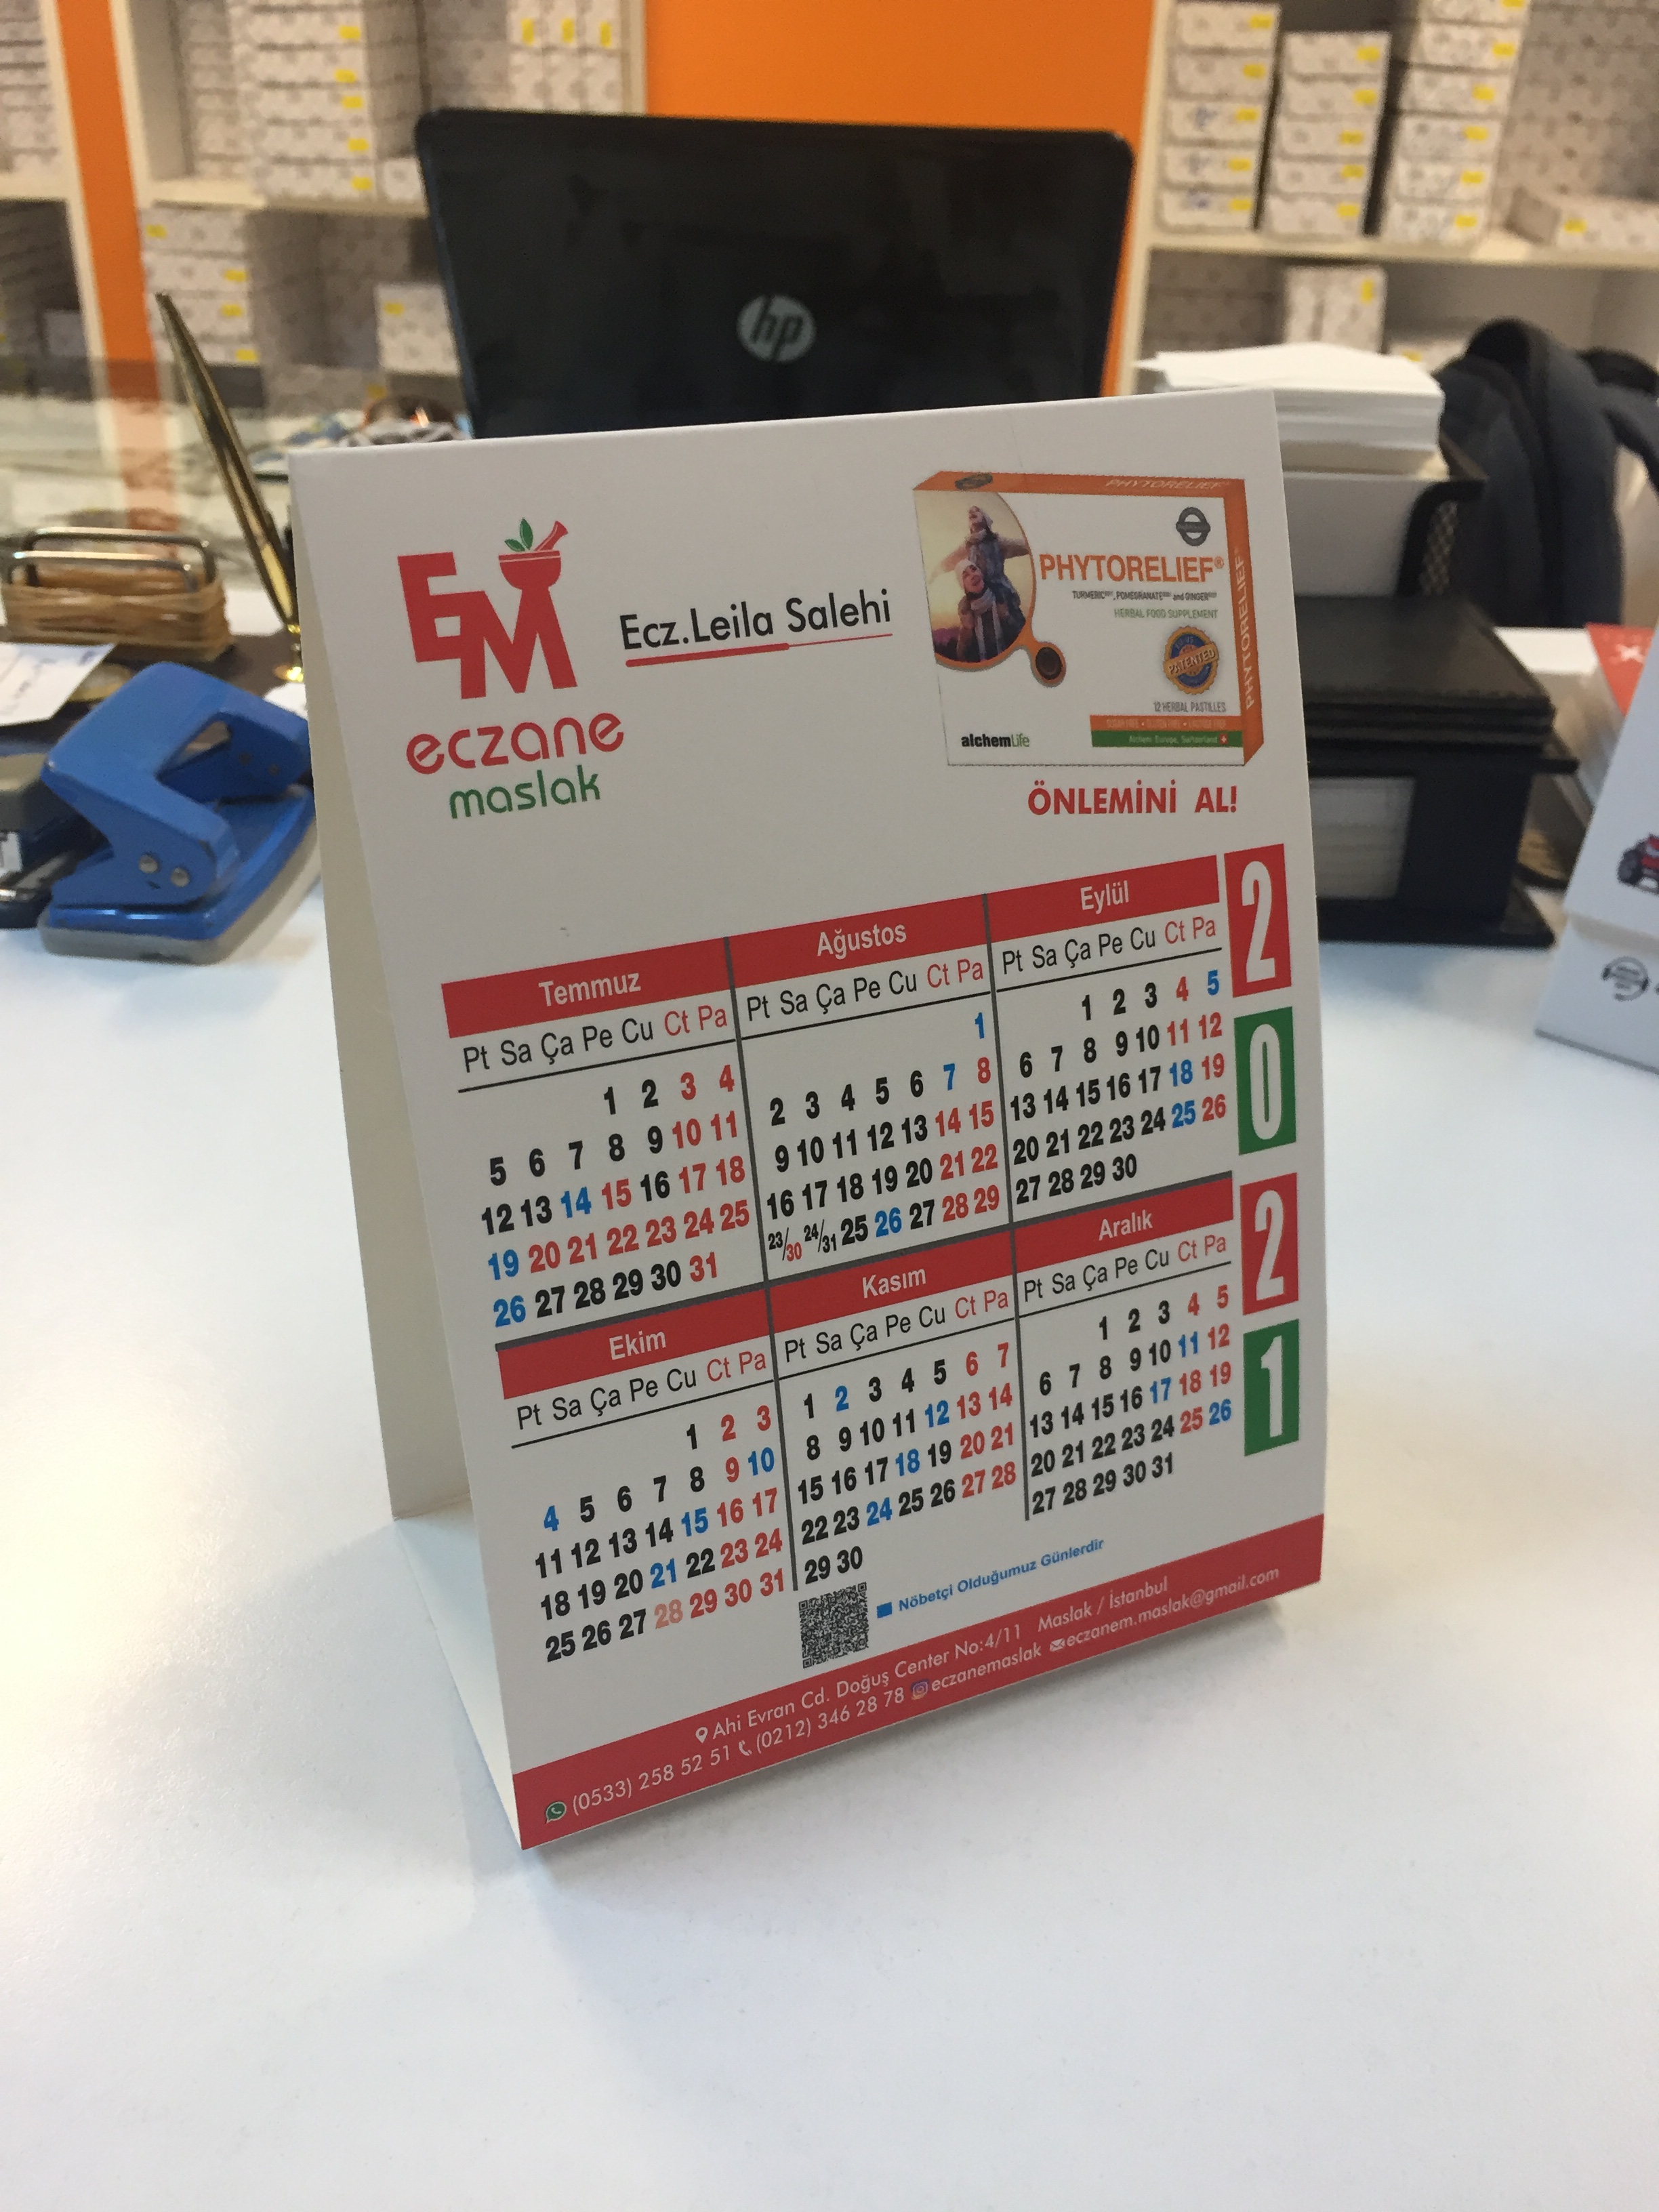 hp
EM
eczane
maslak
Ecz.Leila Salehi
PHYTORELIEF
PHYTORELIEF®
TURMERIC, POMEGRANATE and GINGER
HERBAL FOOD SUPPLEMENT
PATENTED
12 HERBAL PASTILLES
Alchem Europe, Switzerland
alchemLife
PHYTORELIEF
ÖNLEMİNİ AL!
2
0
2
1
Temmuz
Pt Sa Ça Pe Cu Ct Pa
1 2 3 4
5 6 7 8 9 10 11
12 13 14 15 16 17 18
19 20 21 22 23 24 25
26 27 28 29 30 31
Ağustos
Pt Sa Ça Pe Cu Ct Pa
1
2 3 4 5 6 7 8
9 10 11 12 13 14 15
16 17 18 19 20 21 22
23/30 24/31 25 26 27 28 29
Eylül
Pt Sa Ça Pe Cu Ct Pa
1 2 3 4 5
6 7 8 9 10 11 12
13 14 15 16 17 18 19
20 21 22 23 24 25 26
27 28 29 30
Ekim
Pt Sa Ça Pe Cu Ct Pa
1 2 3
4 5 6 7 8 9 10
11 12 13 14 15 16 17
18 19 20 21 22 23 24
25 26 27 28 29 30 31
Kasım
Pt Sa Ça Pe Cu Ct Pa
1 2 3 4 5 6 7
8 9 10 11 12 13 14
15 16 17 18 19 20 21
22 23 24 25 26 27 28
29 30
Aralık
Pt Sa Ça Pe Cu Ct Pa
1 2 3 4 5
6 7 8 9 10 11 12
13 14 15 16 17 18 19
20 21 22 23 24 25 26
27 28 29 30 31
Nöbetçi Olduğumuz Günlerdir
Ahi Evran Cd. Doğuş Center No:4/11 Maslak / İstanbul
(0533) 258 52 51 (0212) 346 28 78 eczanemaslak eczanem.maslak@gmail.com